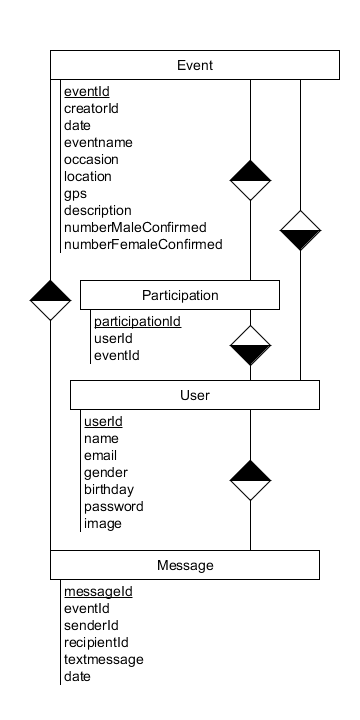 Event
eventId
creatorId
date
eventname
occasion
location
gps
description
numberMaleConfirmed
numberFemaleConfirmed
Participation
participationId
userId
eventId
User
userId
name
email
gender
birthday
password
image
Message
messageId
eventId
senderId
recipientId
textmessage
date